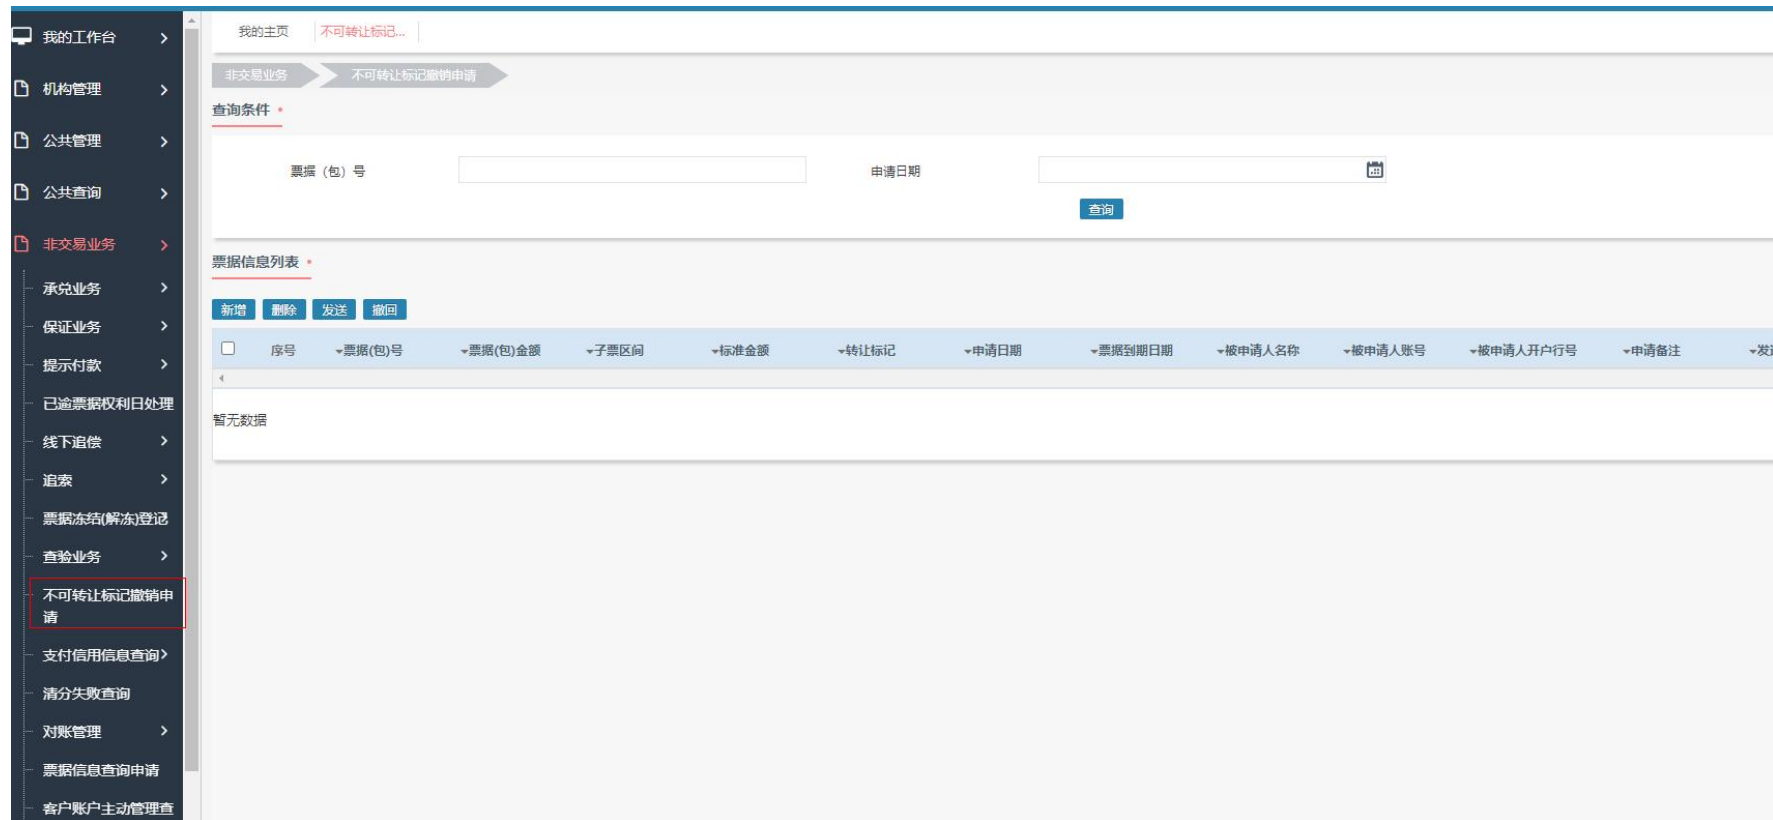 我的工作台
机构管理
公共管理
公共查询
非交易业务
承兑业务
保证业务
提示付款
已逾票据权利日处理
线下追偿
追索
票据冻结(解冻)登记
查验业务
不可转让标记撤销申
请
支付信用信息查询
清分失败查询
对账管理
票据信息查询申请
客户账户主动管理查
我的主页 不可转让标记...
非交易业务 不可转让标记撤销申请
查询条件
票据（包）号 申请日期
查询
票据信息列表
新增 删除 发送 撤回
序号 票据(包)号 票据(包)金额 子票区间 标准金额 转让标记 申请日期 票据到期日期 被申请人名称 被申请人账号 被申请人开户行号 申请备注 发
暂无数据